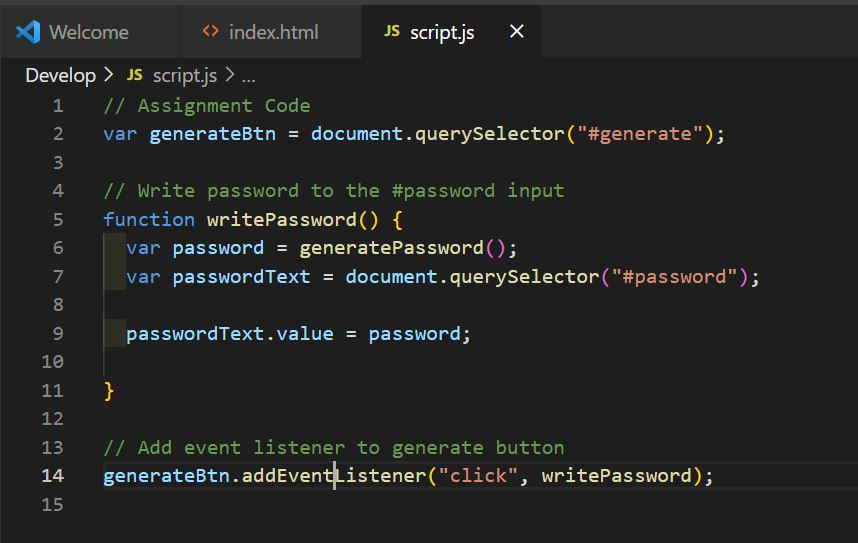 Welcome index.html JS script.js ×
Develop > JS script.js > ...
1 // Assignment Code
2 var generateBtn = document.querySelector("#generate");
3
4 // Write password to the #password input
5 function writePassword() {
6 var password = generatePassword();
7 var passwordText = document.querySelector("#password");
8
9 passwordText.value = password;
10
11 }
12
13 // Add event listener to generate button
14 generateBtn.addEventListener("click", writePassword);
15